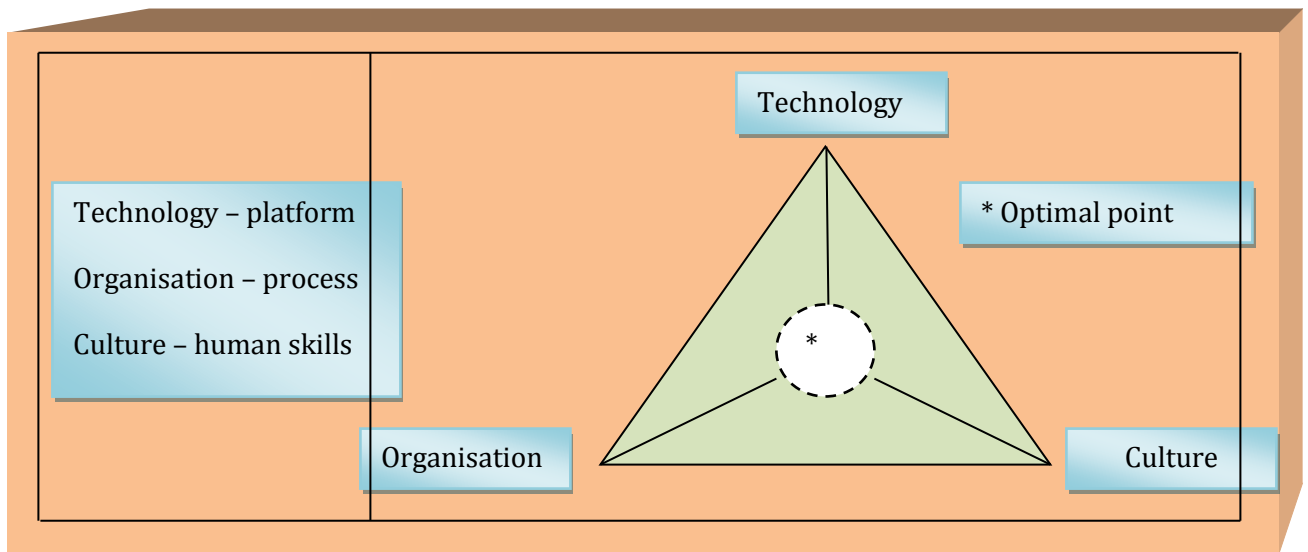 Technology
Technology – platform
Organisation – process
Culture – human skills
* Optimal point
*
Organisation
Culture